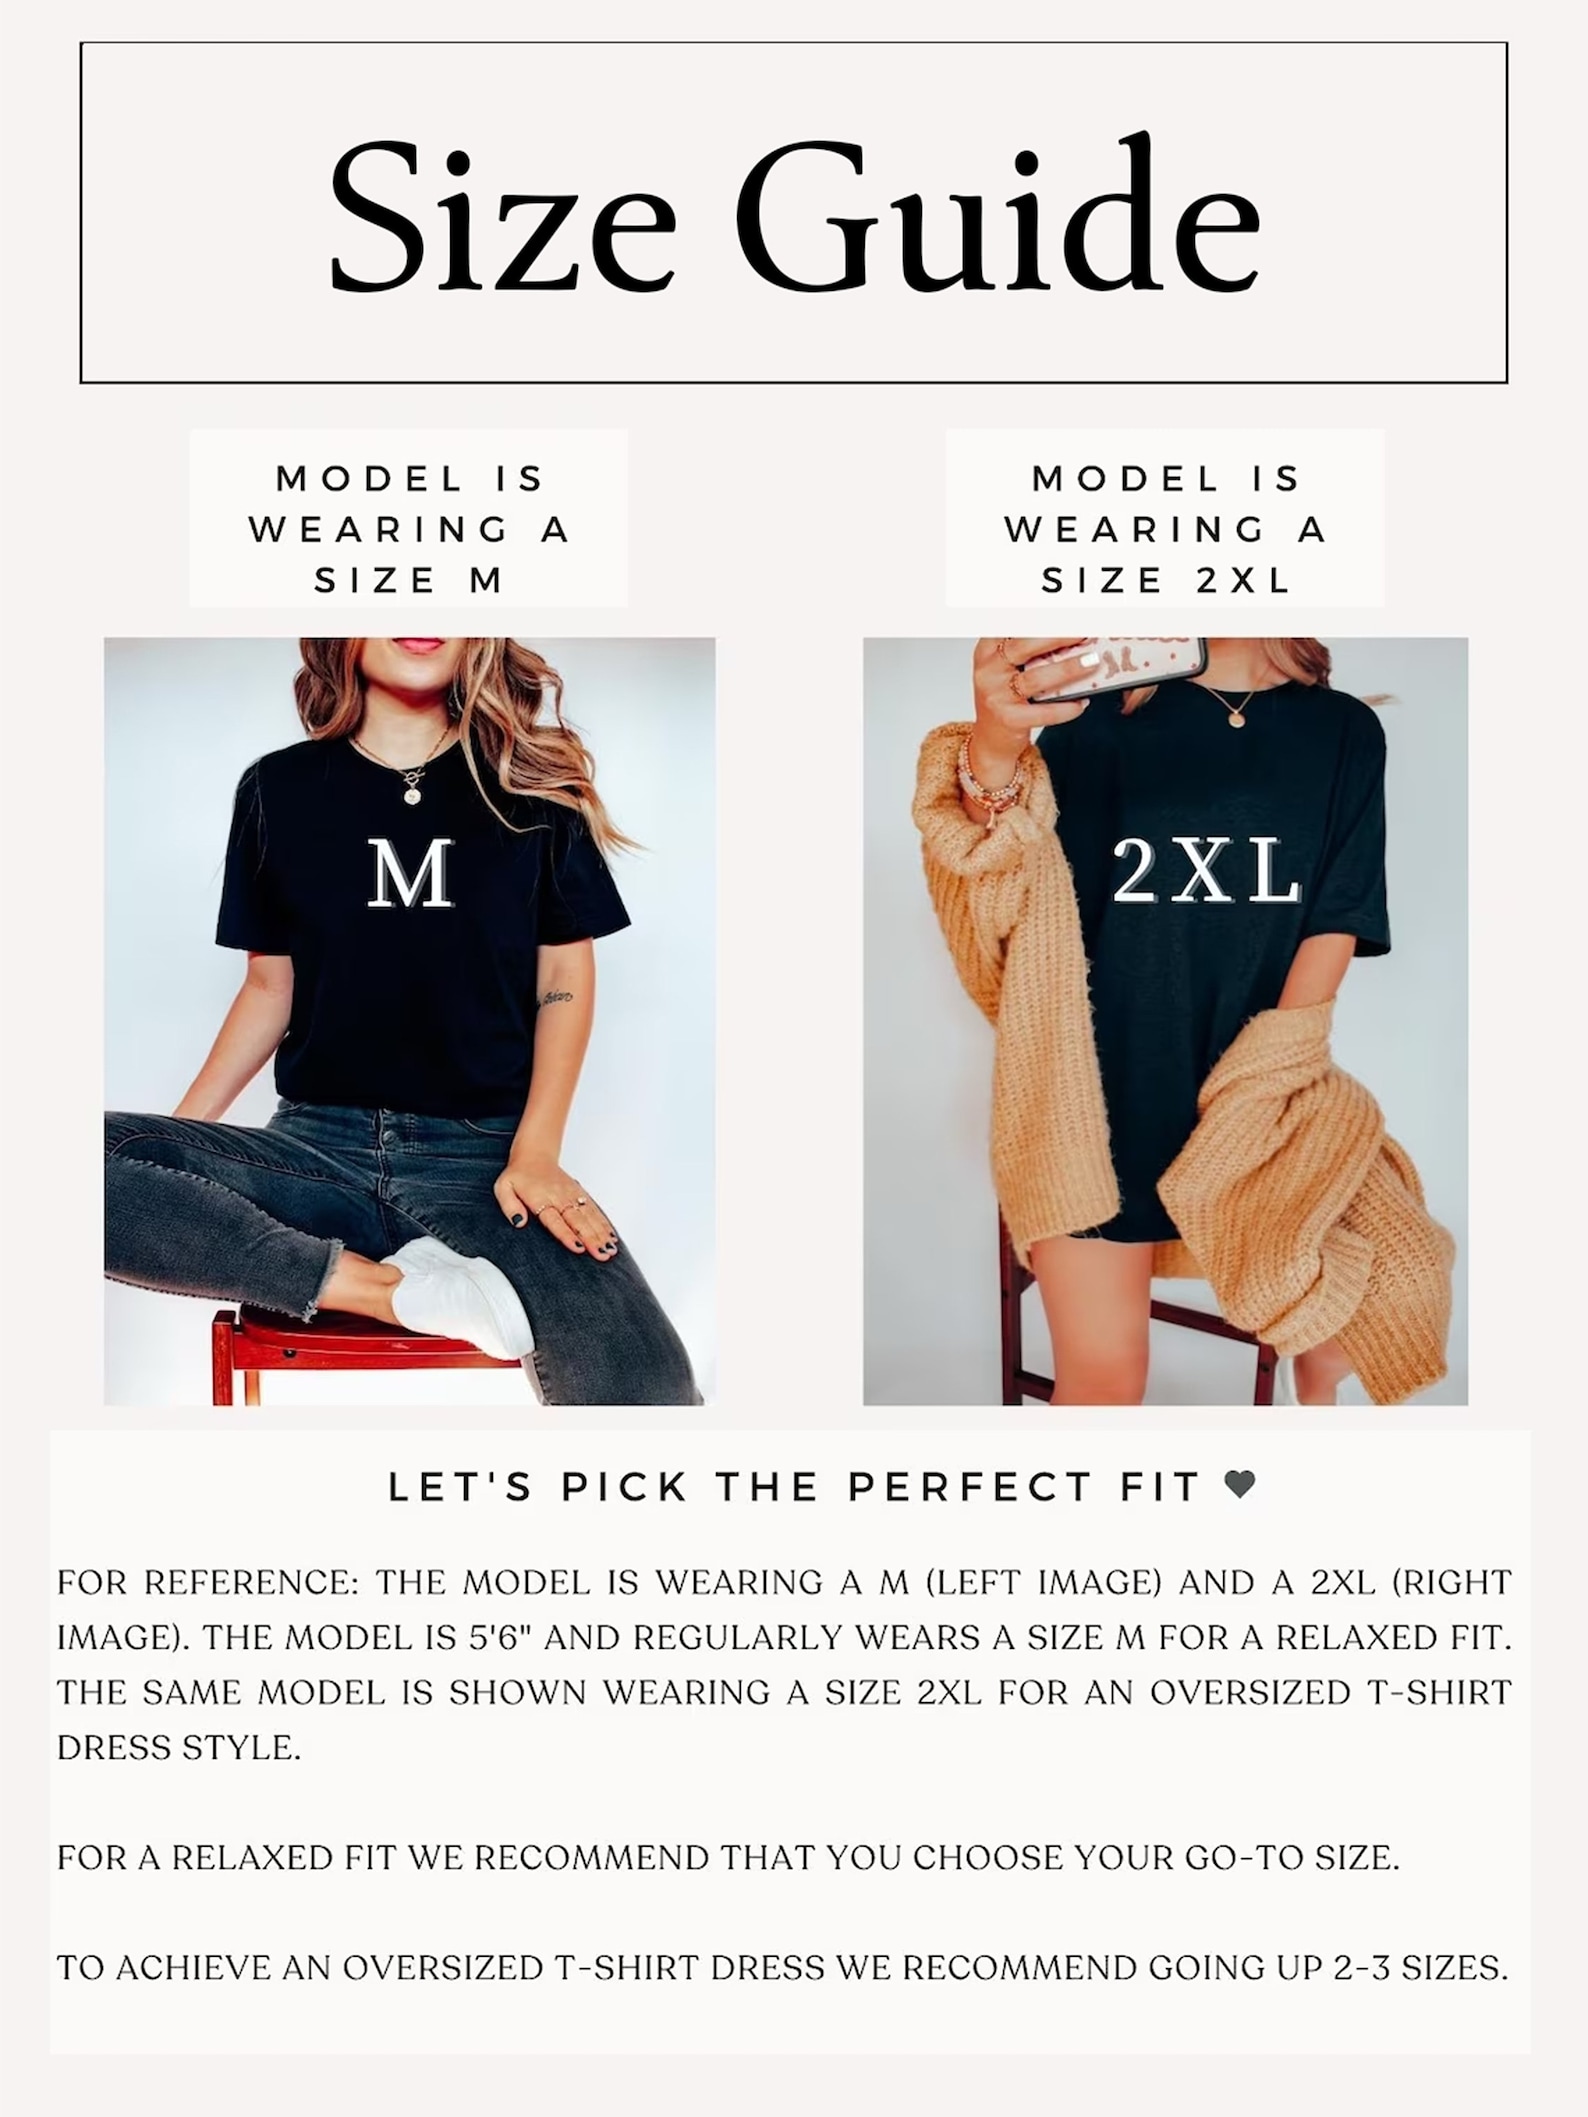 Size Guide
MODEL IS
WEARING A
SIZE M
MODEL IS
WEARING A
SIZE 2XL
M
2XL
LET'S PICK THE PERFECT FIT ♥
FOR REFERENCE: THE MODEL IS WEARING A M (LEFT IMAGE) AND A 2XL (RIGHT
IMAGE). THE MODEL IS 5'6" AND REGULARLY WEARS A SIZE M FOR A RELAXED FIT.
THE SAME MODEL IS SHOWN WEARING A SIZE 2XL FOR AN OVERSIZED T-SHIRT
DRESS STYLE.
FOR A RELAXED FIT WE RECOMMEND THAT YOU CHOOSE YOUR GO-TO SIZE.
TO ACHIEVE AN OVERSIZED T-SHIRT DRESS WE RECOMMEND GOING UP 2-3 SIZES.